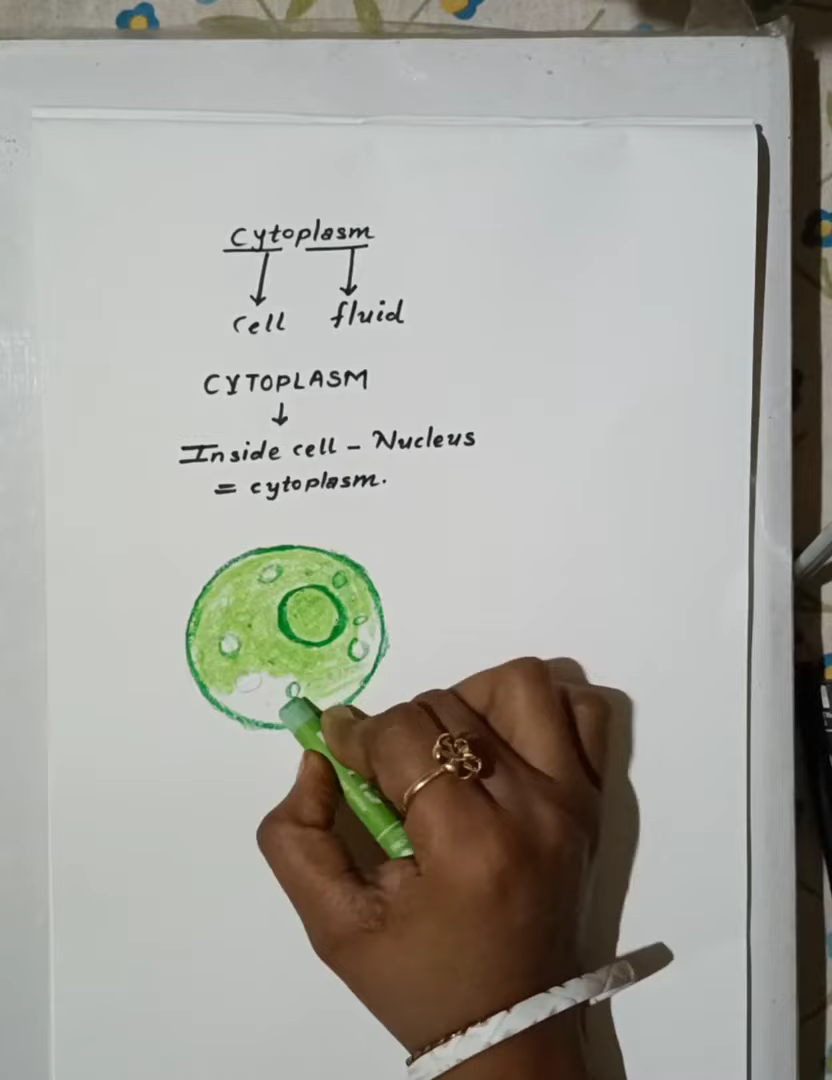 Cytoplasm
cell fluid
CYTOPLASM
Inside cell - Nucleus
= cytoplasm.